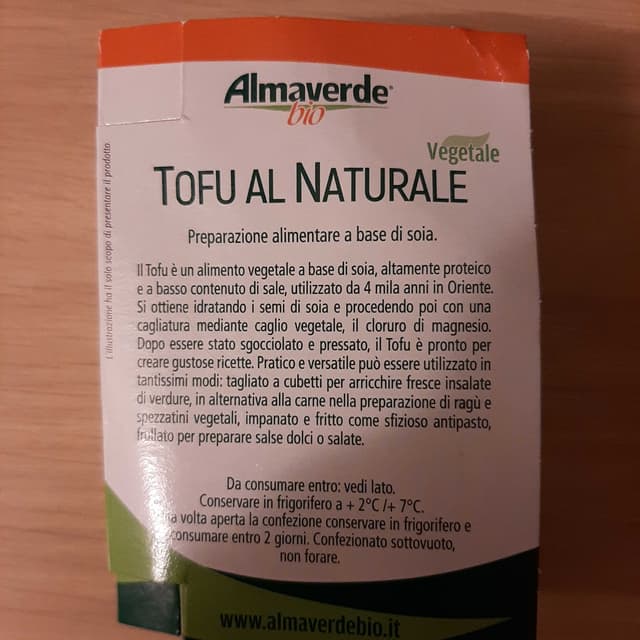 Almaverde
bio
Vegetale
TOFU AL NATURALE
Preparazione alimentare a base di soia.
Il Tofu è un alimento vegetale a base di soia, altamente proteico
e a basso contenuto di sale, utilizzato da 4 mila anni in Oriente.
Si ottiene idratando i semi di soia e procedendo poi con una
cagliatura mediante caglio vegetale, il cloruro di magnesio.
Dopo essere stato sgocciolato e pressato, il Tofu è pronto per
creare gustose ricette. Pratico e versatile può essere utilizzato in
tantissimi modi: tagliato a cubetti per arricchire fresce insalate
di verdure, in alternativa alla carne nella preparazione di ragù e
spezzatini vegetali, impanato e fritto come sfizioso antipasto,
frullato per preparare salse dolci o salate.
Da consumare entro: vedi lato.
Conservare in frigorifero a + 2°C /+ 7°C.
volta aperta la confezione conservare in frigorifero e
consumare entro 2 giorni. Confezionato sottovuoto,
non forare.
www.almaverdebio.it
L'illustrazione ha il solo scopo di presentare il prodotto